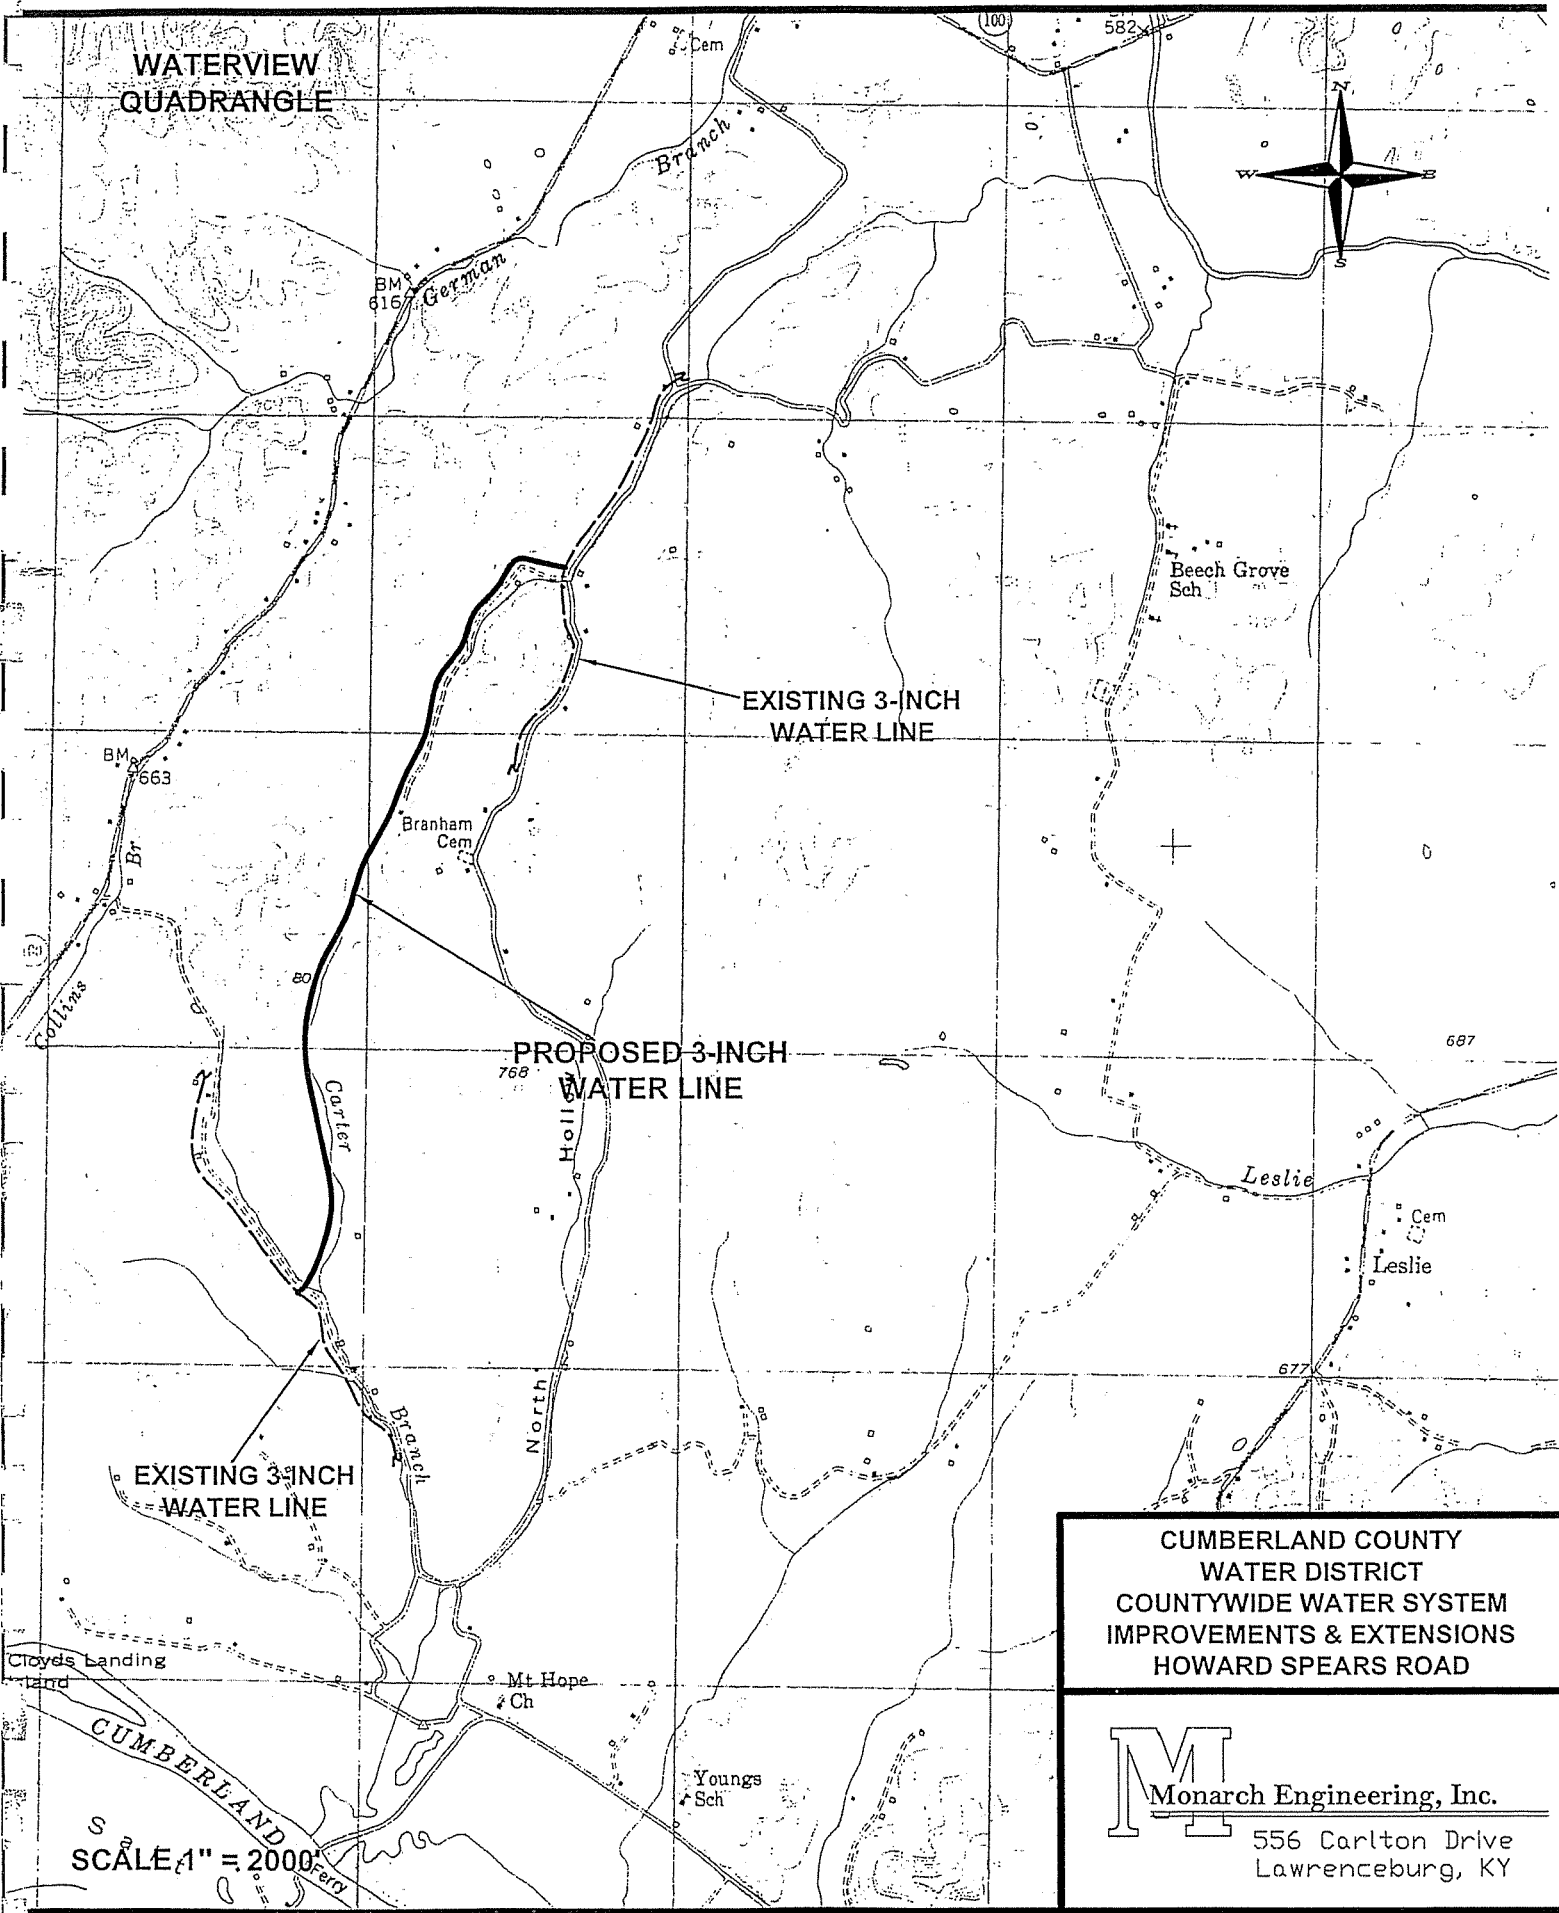 WATERVIEW
QUADRANGLE
Cem
100
582
N
W
E
S
Branch
German
BM
616
Beech Grove
Sch
EXISTING 3-INCH
WATER LINE
BM
663
Branham
Cem
Br
Collins
80
PROPOSED 3-INCH
WATER LINE
768
687
Carter
Hollow
Leslie
Cem
Leslie
677
North
Branch
EXISTING 3-INCH
WATER LINE
CUMBERLAND COUNTY
WATER DISTRICT
COUNTYWIDE WATER SYSTEM
IMPROVEMENTS & EXTENSIONS
HOWARD SPEARS ROAD
Cloyds Landing
Mt Hope
Ch
CUMBERLAND
Youngs
Sch
SCALE 1" = 2000'
Ferry
M
Monarch Engineering, Inc.
556 Carlton Drive
Lawrenceburg, KY